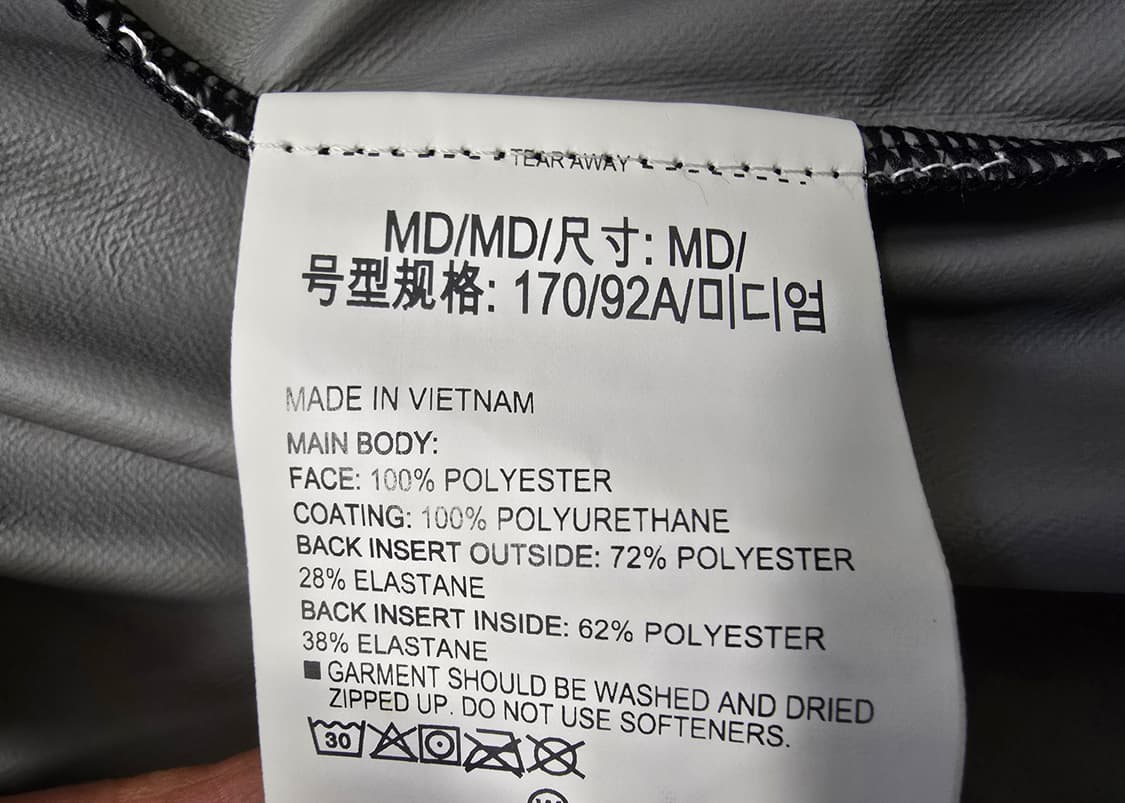 TEAR AWAY
MD/MD/尺寸: MD/
号型规格: 170/92A/미디엄
MADE IN VIETNAM
MAIN BODY:
FACE: 100% POLYESTER
COATING: 100% POLYURETHANE
BACK INSERT OUTSIDE: 72% POLYESTER
28% ELASTANE
BACK INSERT INSIDE: 62% POLYESTER
38% ELASTANE
■ GARMENT SHOULD BE WASHED AND DRIED
ZIPPED UP. DO NOT USE SOFTENERS.
30
W